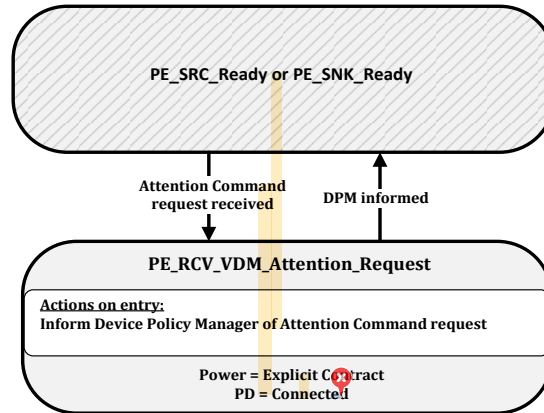 PE_SRC_Ready or PE_SNK_Ready
Attention Command
request received
DPM informed
PE_RCV_VDM_Attention_Request
Actions on entry:
Inform Device Policy Manager of Attention Command request
Power = Explicit Contract
PD = Connected